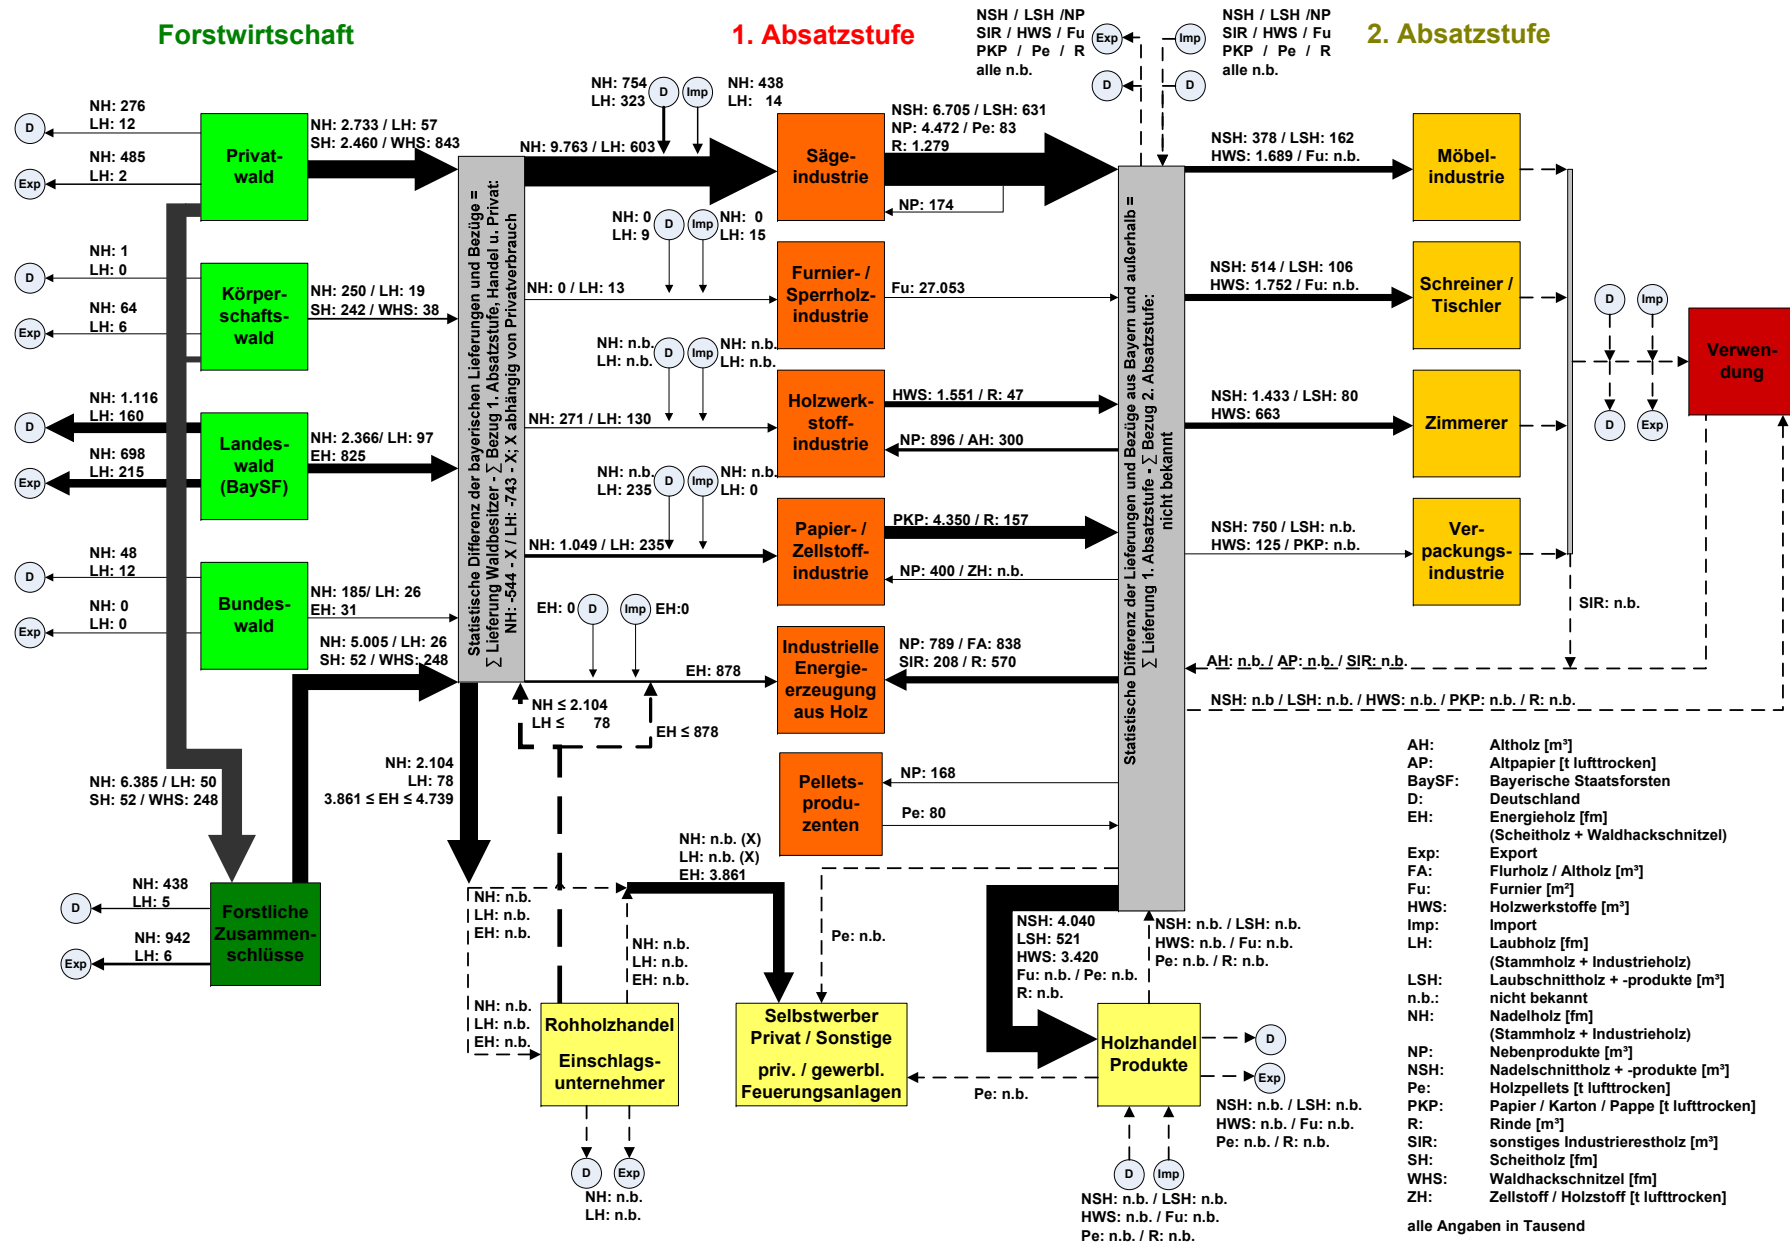 Forstwirtschaft
1. Absatzstufe
2. Absatzstufe
NSH / LSH /NP
SIR / HWS / Fu
PKP / Pe / R
alle n.b.
Exp
D
Imp
D
NSH / LSH /NP
SIR / HWS / Fu
PKP / Pe / R
alle n.b.
NH: 276
LH: 12
D
NH: 485
LH: 2
Exp
Privat-
wald
NH: 2.733 / LH: 57
SH: 2.460 / WHS: 843
NH: 1
LH: 0
D
NH: 64
LH: 6
Exp
Körper-
schafts-
wald
NH: 250 / LH: 19
SH: 242 / WHS: 38
NH: 1.116
LH: 160
D
NH: 698
LH: 215
Exp
Landes-
wald
(BaySF)
NH: 2.366/ LH: 97
EH: 825
NH: 48
LH: 12
D
NH: 0
LH: 0
Exp
Bundes-
wald
NH: 185/ LH: 26
EH: 31
NH: 5.005 / LH: 26
SH: 52 / WHS: 248
NH: 6.385 / LH: 50
SH: 52 / WHS: 248
NH: 438
LH: 5
D
NH: 942
LH: 6
Exp
Forstliche
Zusammen-
schlüsse
Statistische Differenz der bayerischen Lieferungen und Bezüge =
∑ Lieferung Waldbesitzer - ∑ Bezug 1. Absatzstufe, Handel u. Privat:
NH: -544 - X / LH: -743 - X; X abhängig von Privatverbrauch
NH: 754
LH: 323
D
Imp
NH: 438
LH: 14
NH: 9.763 / LH: 603
Säge-
industrie
NSH: 6.705 / LSH: 631
NP: 4.472 / Pe: 83
R: 1.279
NP: 174
NH: 0
LH: 9
D
Imp
NH: 0
LH: 15
NH: 0 / LH: 13
Furnier- /
Sperrholz-
industrie
Fu: 27.053
NH: n.b.
LH: n.b.
D
Imp
NH: n.b.
LH: n.b.
NH: 271 / LH: 130
Holzwerk-
stoff-
industrie
HWS: 1.551 / R: 47
NP: 896 / AH: 300
NH: n.b.
LH: 235
D
Imp
NH: n.b.
LH: 0
NH: 1.049 / LH: 235
Papier- /
Zellstoff-
industrie
PKP: 4.350 / R: 157
NP: 400 / ZH: n.b.
EH: 0
D
Imp
EH:0
EH: 878
Industrielle
Energie-
erzeugung
aus Holz
NP: 789 / FA: 838
SIR: 208 / R: 570
NH ≤ 2.104
LH ≤ 78
EH ≤ 878
NH: 2.104
LH: 78
3.861 ≤ EH ≤ 4.739
Pellets-
produ-
zenten
NP: 168
Pe: 80
NH: n.b. (X)
LH: n.b. (X)
EH: 3.861
NH: n.b.
LH: n.b.
EH: n.b.
NH: n.b.
LH: n.b.
EH: n.b.
NH: n.b.
LH: n.b.
EH: n.b.
Rohholzhandel
Einschlags-
unternehmer
D
Exp
NH: n.b.
LH: n.b.
Selbstwerber
Privat / Sonstige
priv. / gewerbl.
Feuerungsanlagen
Pe: n.b.
Pe: n.b.
Statistische Differenz der Lieferungen und Bezüge aus Bayern und außerhalb =
∑ Lieferung 1. Absatzstufe - ∑ Bezug 2. Absatzstufe:
nicht bekannt
NSH: 4.040
LSH: 521
HWS: 3.420
Fu: n.b. / Pe: n.b.
R: n.b.
NSH: n.b. / LSH: n.b.
HWS: n.b. / Fu: n.b.
Pe: n.b. / R: n.b.
Holzhandel
Produkte
D
Exp
NSH: n.b. / LSH: n.b.
HWS: n.b. / Fu: n.b.
Pe: n.b. / R: n.b.
D
Imp
NSH: n.b. / LSH: n.b.
HWS: n.b. / Fu: n.b.
Pe: n.b. / R: n.b.
NSH: 378 / LSH: 162
HWS: 1.689 / Fu: n.b.
Möbel-
industrie
NSH: 514 / LSH: 106
HWS: 1.752 / Fu: n.b.
Schreiner /
Tischler
NSH: 1.433 / LSH: 80
HWS: 663
Zimmerer
NSH: 750 / LSH: n.b.
HWS: 125 / PKP: n.b.
Ver-
packungs-
industrie
SIR: n.b.
D
Imp
D
Exp
Verwen-
dung
AH: n.b. / AP: n.b. / SIR: n.b.
NSH: n.b / LSH: n.b. / HWS: n.b. / PKP: n.b. / R: n.b.
AH: Altholz [m³]
AP: Altpapier [t lufttrocken]
BaySF: Bayerische Staatsforsten
D: Deutschland
EH: Energieholz [fm]
(Scheitholz + Waldhackschnitzel)
Exp: Export
FA: Flurholz / Altholz [m³]
Fu: Furnier [m²]
HWS: Holzwerkstoffe [m³]
Imp: Import
LH: Laubholz [fm]
(Stammholz + Industrieholz)
LSH: Laubschnittholz + -produkte [m³]
n.b.: nicht bekannt
NH: Nadelholz [fm]
(Stammholz + Industrieholz)
NP: Nebenprodukte [m³]
NSH: Nadelschnittholz + -produkte [m³]
Pe: Holzpellets [t lufttrocken]
PKP: Papier / Karton / Pappe [t lufttrocken]
R: Rinde [m³]
SIR: sonstiges Industrierestholz [m³]
SH: Scheitholz [fm]
WHS: Waldhackschnitzel [fm]
ZH: Zellstoff / Holzstoff [t lufttrocken]
alle Angaben in Tausend